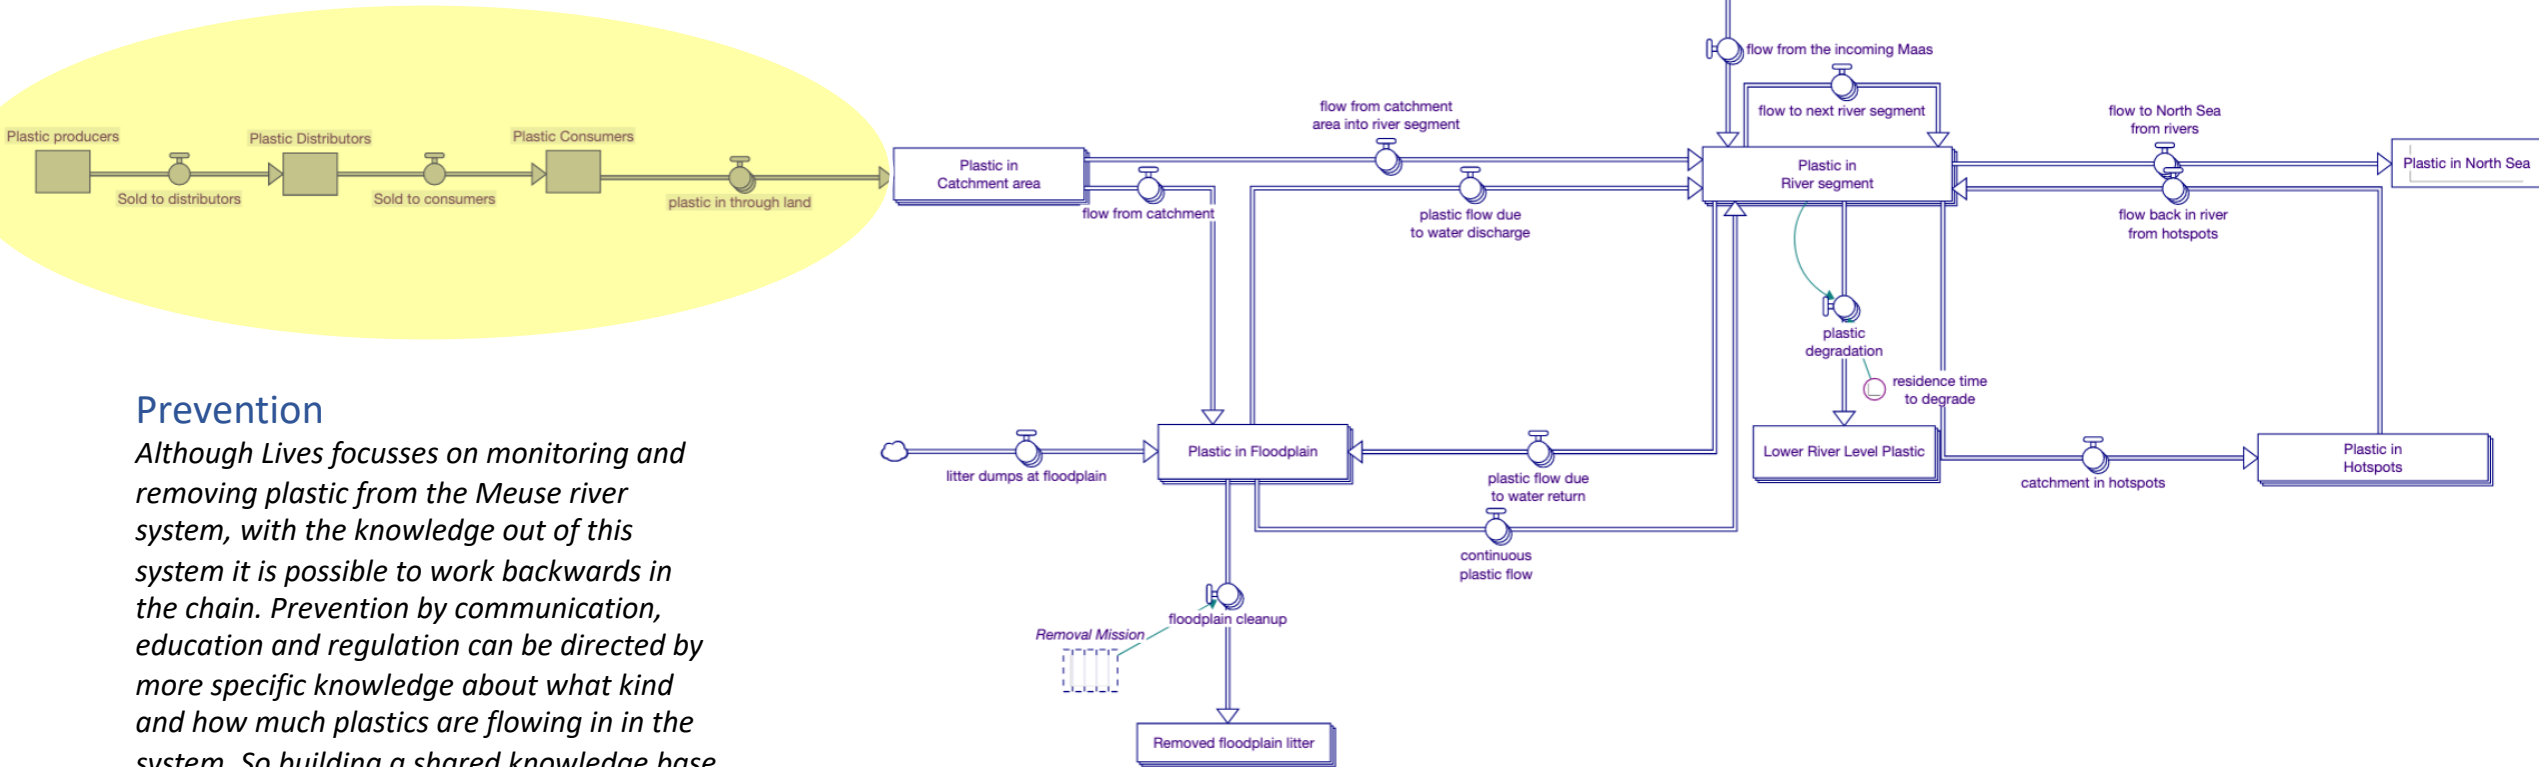 flow from the incoming Maas
flow to next river segment
flow from catchment
area into river segment
flow to North Sea
from rivers
Plastic producers
Plastic Distributors
Plastic Consumers
Plastic in
Catchment area
Plastic in
River segment
Plastic in North Sea
Sold to distributors
Sold to consumers
plastic in through land
flow from catchment
plastic flow due
to water discharge
flow back in river
from hotspots
plastic
degradation
residence time
to degrade
Prevention
Although Lives focusses on monitoring and
removing plastic from the Meuse river
system, with the knowledge out of this
system it is possible to work backwards in
the chain. Prevention by communication,
education and regulation can be directed by
more specific knowledge about what kind
and how much plastics are flowing in in the
system. So building a shared knowledge base
litter dumps at floodplain
Plastic in Floodplain
plastic flow due
to water return
Lower River Level Plastic
catchment in hotspots
Plastic in
Hotspots
continuous
plastic flow
floodplain cleanup
Removal Mission
Removed floodplain litter